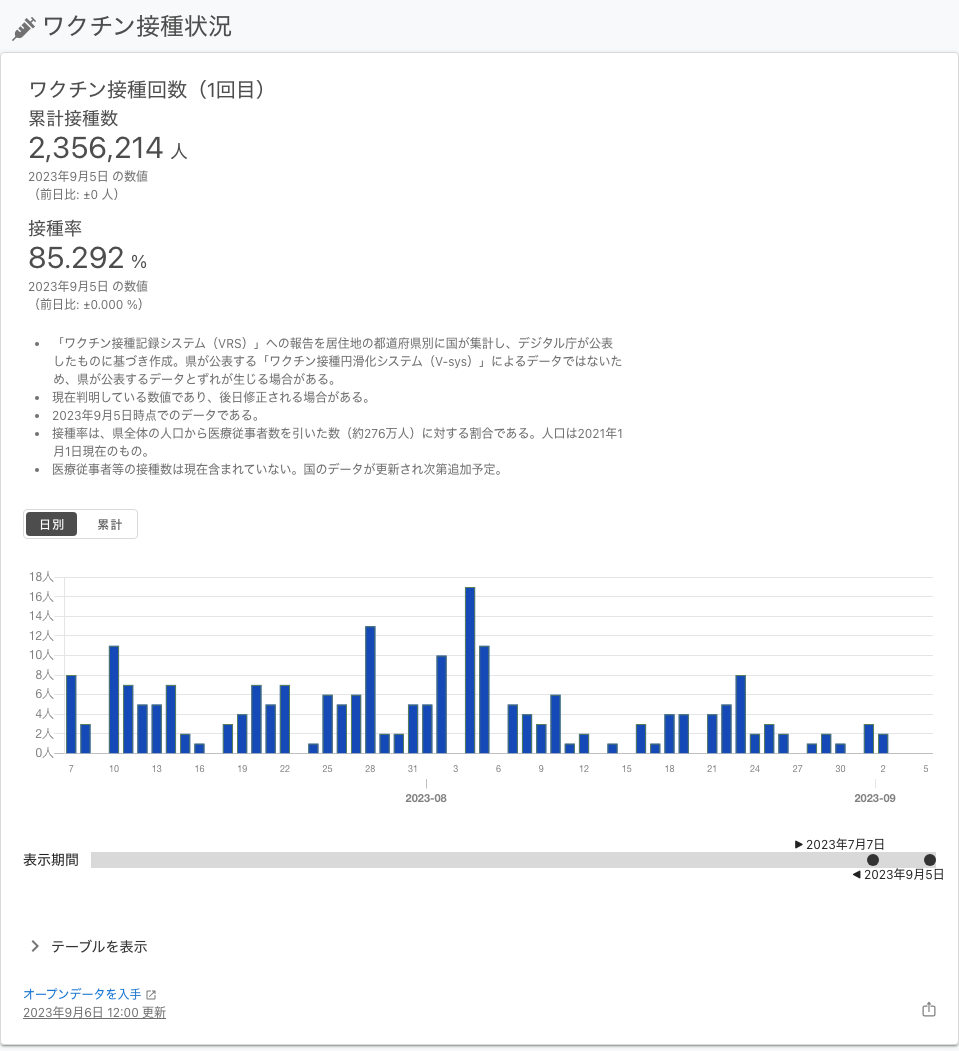 ワクチン接種状況
ワクチン接種回数（1回目）
累計接種数
2,356,214 人
2023年9月5日 の数値
（前日比: ±0 人）
接種率
85.292 %
2023年9月5日 の数値
（前日比: ±0.000 %）
• 「ワクチン接種記録システム（VRS）」への報告を居住地の都道府県別に国が集計し、デジタル庁が公表
したものに基づき作成。県が公表する「ワクチン接種円滑化システム（V-sys）」によるデータではないた
め、県が公表するデータとずれが生じる場合がある。
• 現在判明している数値であり、後日修正される場合がある。
• 2023年9月5日時点でのデータである。
• 接種率は、県全体の人口から医療従事者数を引いた数（約276万人）に対する割合である。人口は2021年1
月1日現在のもの。
• 医療従事者等の接種数は現在含まれていない。国のデータが更新され次第追加予定。
日別 累計
18人
16人
14人
12人
10人
8人
6人
4人
2人
0人
7 10 13 16 19 22 25 28 31 3 6 9 12 15 18 21 24 27 30 2 5
2023-08 2023-09
▶ 2023年7月7日
表示期間
◀ 2023年9月5日
テーブルを表示
オープンデータを入手
2023年9月6日 12:00 更新